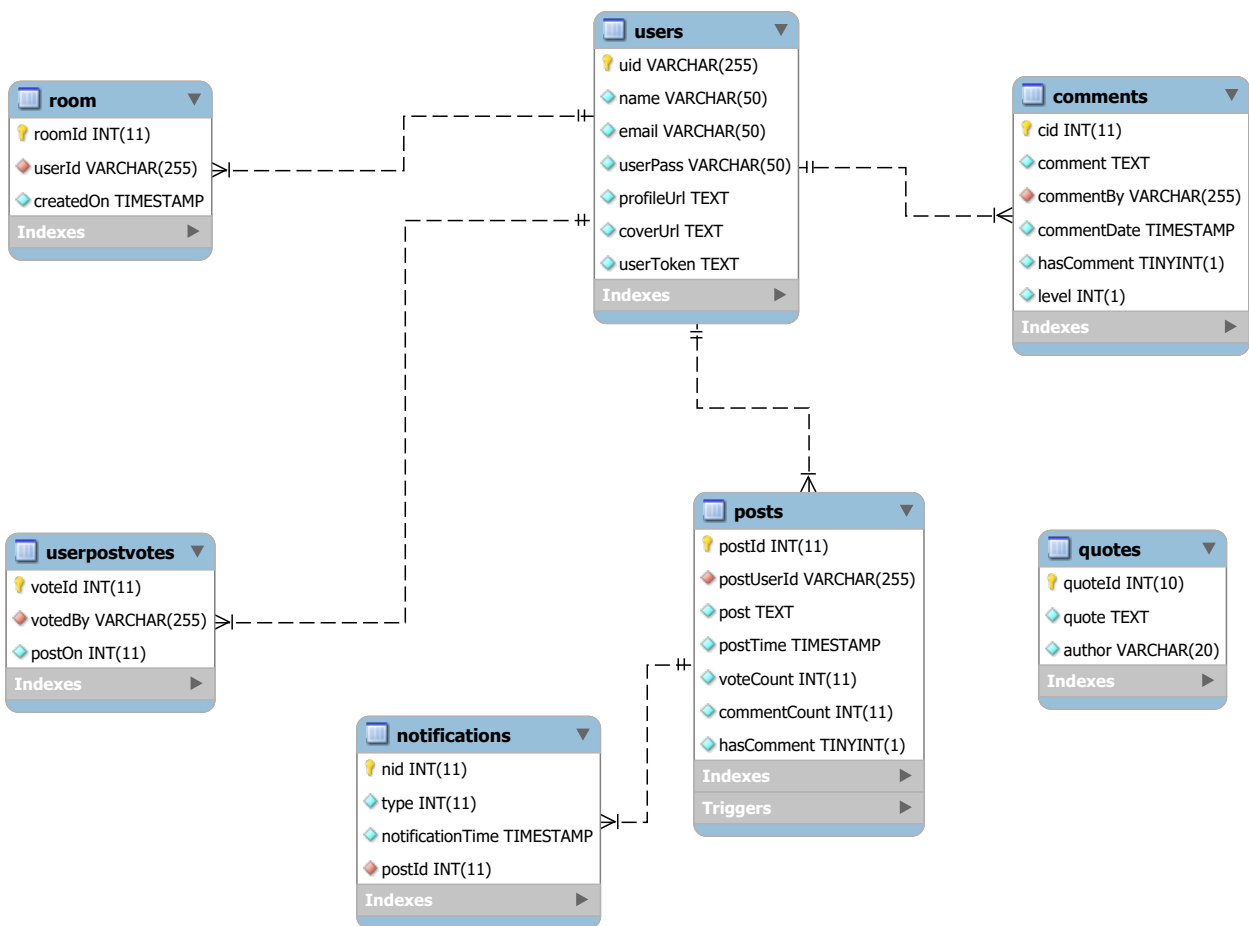 users
uid VARCHAR(255)
name VARCHAR(50)
email VARCHAR(50)
userPass VARCHAR(50)
profileUrl TEXT
coverUrl TEXT
userToken TEXT
Indexes
room
roomId INT(11)
userId VARCHAR(255)
createdOn TIMESTAMP
Indexes
comments
cid INT(11)
comment TEXT
commentBy VARCHAR(255)
commentDate TIMESTAMP
hasComment TINYINT(1)
level INT(1)
Indexes
userpostvotes
voteId INT(11)
votedBy VARCHAR(255)
postOn INT(11)
Indexes
posts
postId INT(11)
postUserId VARCHAR(255)
post TEXT
postTime TIMESTAMP
voteCount INT(11)
commentCount INT(11)
hasComment TINYINT(1)
Indexes
Triggers
quotes
quoteId INT(10)
quote TEXT
author VARCHAR(20)
Indexes
notifications
nid INT(11)
type INT(11)
notificationTime TIMESTAMP
postId INT(11)
Indexes